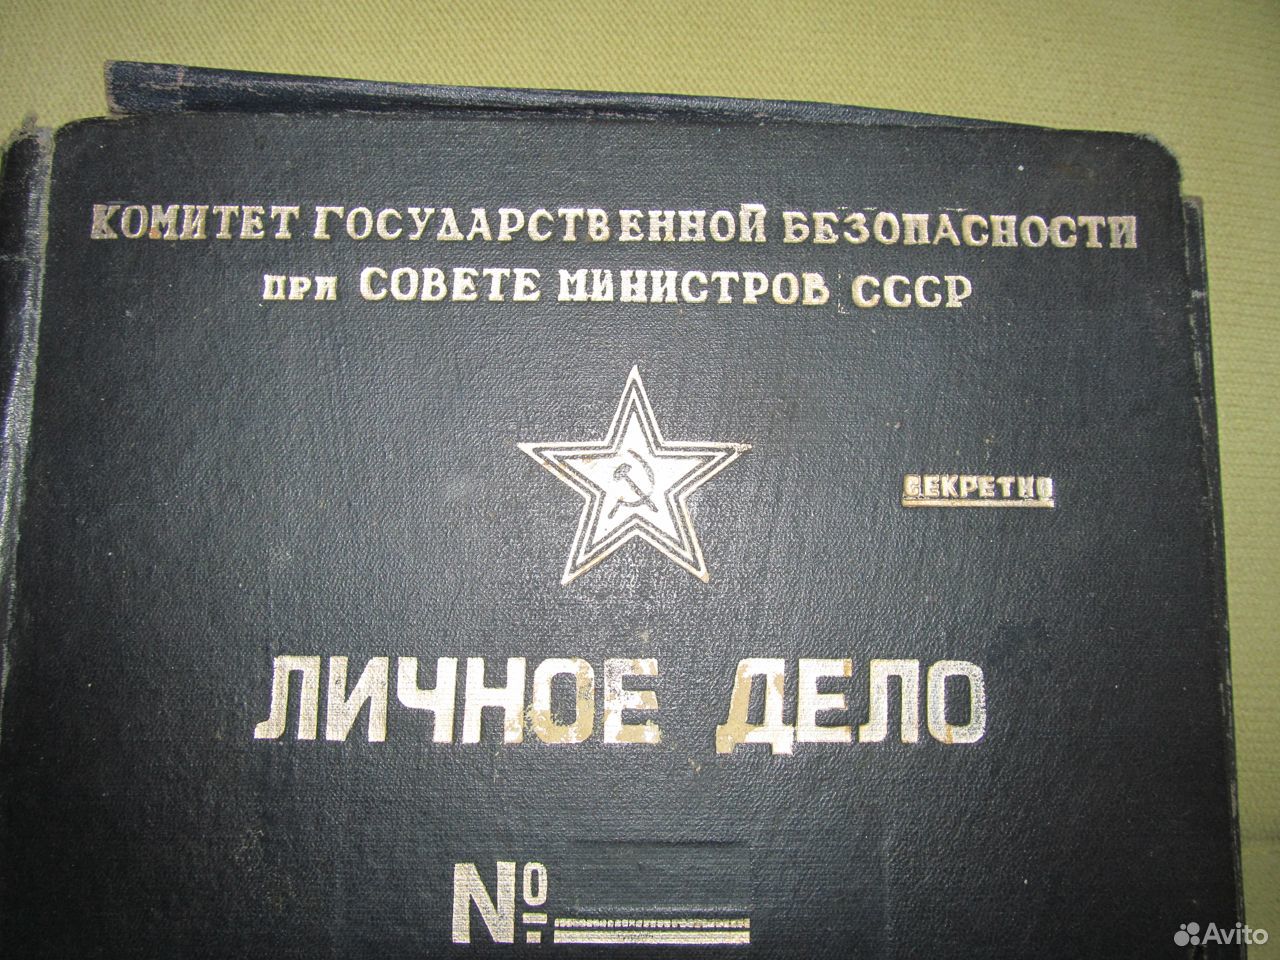 КОМИТЕТ ГОСУДАРСТВЕННОЙ БЕЗОПАСНОСТИ
при СОВЕТЕ МИНИСТРОВ СССР
СЕКРЕТНО
ЛИЧНОЕ ДЕЛО
№
Avito